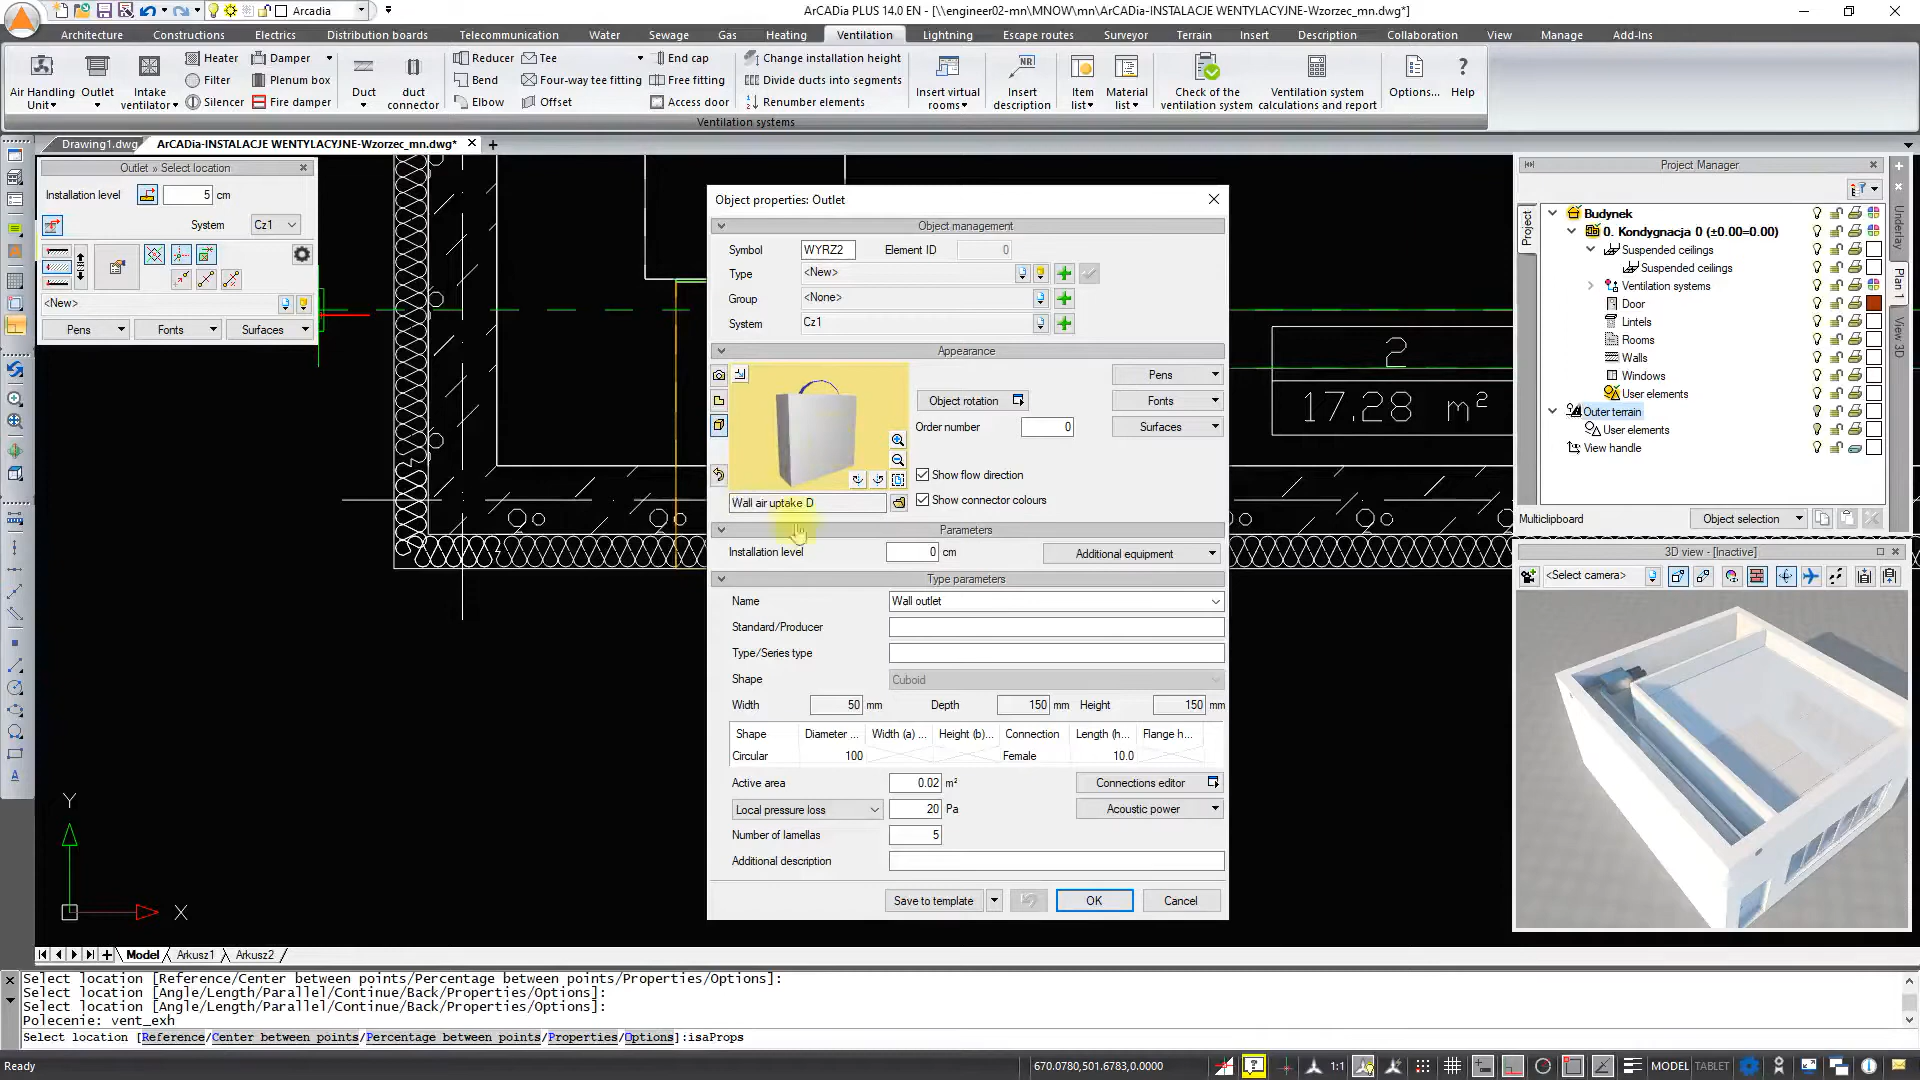 Arcadia
ArCADia PLUS 14.0 EN - [\\engineer02-mn\MNOW\mn\ArCADia-INSTALACJE WENTYLACYJNE-Wzorzec_mn.dwg*]
Architecture Constructions Electrics Distribution boards Telecommunication Water Sewage Gas Heating Ventilation Lightning Escape routes Surveyor Terrain Insert Description Collaboration View Manage Add-Ins
Air Handling Unit Outlet Intake ventilator
Heater Damper
Filter Plenum box
Silencer Fire damper
Duct duct connector
Reducer Tee End cap
Bend Four-way tee fitting Free fitting
Elbow Offset Access door
Change installation height
Divide ducts into segments
Renumber elements
Insert virtual rooms Insert description Item list Material list Check of the ventilation system Ventilation system calculations and report Options... Help
Ventilation systems
Drawing1.dwg ArCADia-INSTALACJE WENTYLACYJNE-Wzorzec_mn.dwg*
Outlet » Select location
Installation level 5 cm
System Cz1
<New>
Pens Fonts Surfaces
Object properties: Outlet
Object management
Symbol WYRZ2 Element ID 0
Type <New>
Group <None>
System Cz1
Appearance
Pens
Object rotation Fonts
Order number 0 Surfaces
Show flow direction
Wall air uptake D Show connector colours
Parameters
Installation level 0 cm Additional equipment
Type parameters
Name Wall outlet
Standard/Producer
Type/Series type
Shape Cuboid
Width 50 mm Depth 150 mm Height 150 mm
Shape Diameter ... Width (a) ... Height (b)... Connection Length (h... Flange h...
Circular 100 Female 10.0
Active area 0.02 m² Connections editor
Local pressure loss 20 Pa Acoustic power
Number of lamellas 5
Additional description
Save to template OK Cancel
2
17.28 m²
Project Manager
Project
Budynek
0. Kondygnacja 0 (±0.00=0.00)
Suspended ceilings
Suspended ceilings
Ventilation systems
Door
Lintels
Rooms
Walls
Windows
User elements
Outer terrain
User elements
View handle
Multiclipboard Object selection
Underlay
Plan 1
View 3D
3D view - [Inactive]
<Select camera>
Y
X
Model Arkusz1 Arkusz2
Select location [Reference/Center between points/Percentage between points/Properties/Options]:
Select location [Angle/Length/Parallel/Continue/Back/Properties/Options]:
Select location [Angle/Length/Parallel/Continue/Back/Properties/Options]:
Polecenie: vent_exh
Select location [Reference/Center between points/Percentage between points/Properties/Options]:isaProps
Ready 670.0780,501.6783,0.0000 1:1 MODEL TABLET